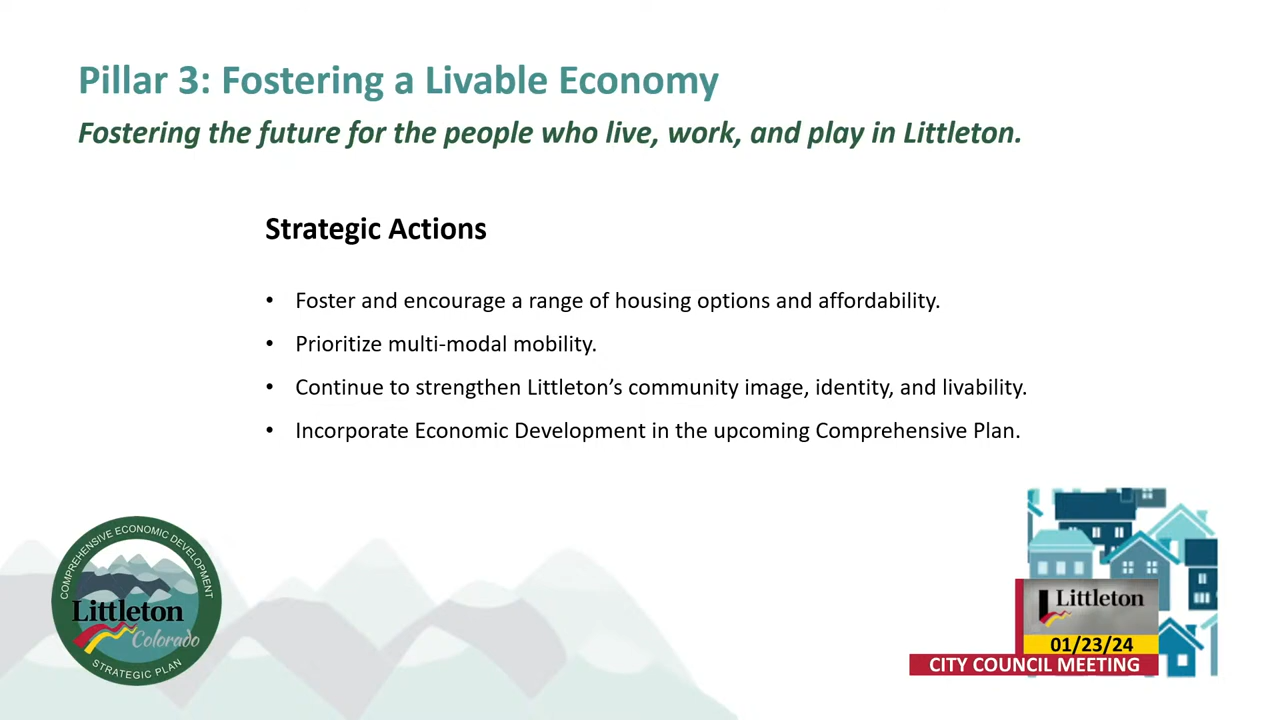 Pillar 3: Fostering a Livable Economy
Fostering the future for the people who live, work, and play in Littleton.
Strategic Actions
• Foster and encourage a range of housing options and affordability.
• Prioritize multi-modal mobility.
• Continue to strengthen Littleton’s community image, identity, and livability.
• Incorporate Economic Development in the upcoming Comprehensive Plan.
COMPREHENSIVE ECONOMIC DEVELOPMENT
Littleton
Colorado
STRATEGIC PLAN
Littleton
01/23/24
CITY COUNCIL MEETING